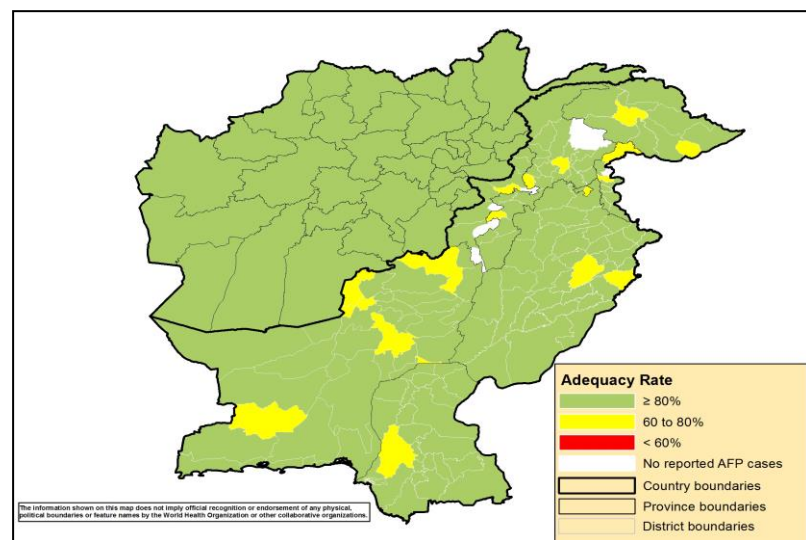 Adequacy Rate
≥ 80%
60 to 80%
< 60%
No reported AFP cases
Country boundaries
Province boundaries
District boundaries
The information shown on this map does not imply official recognition or endorsement of any physical,
political boundaries or feature names by the World Health Organization or other collaborative organizations.